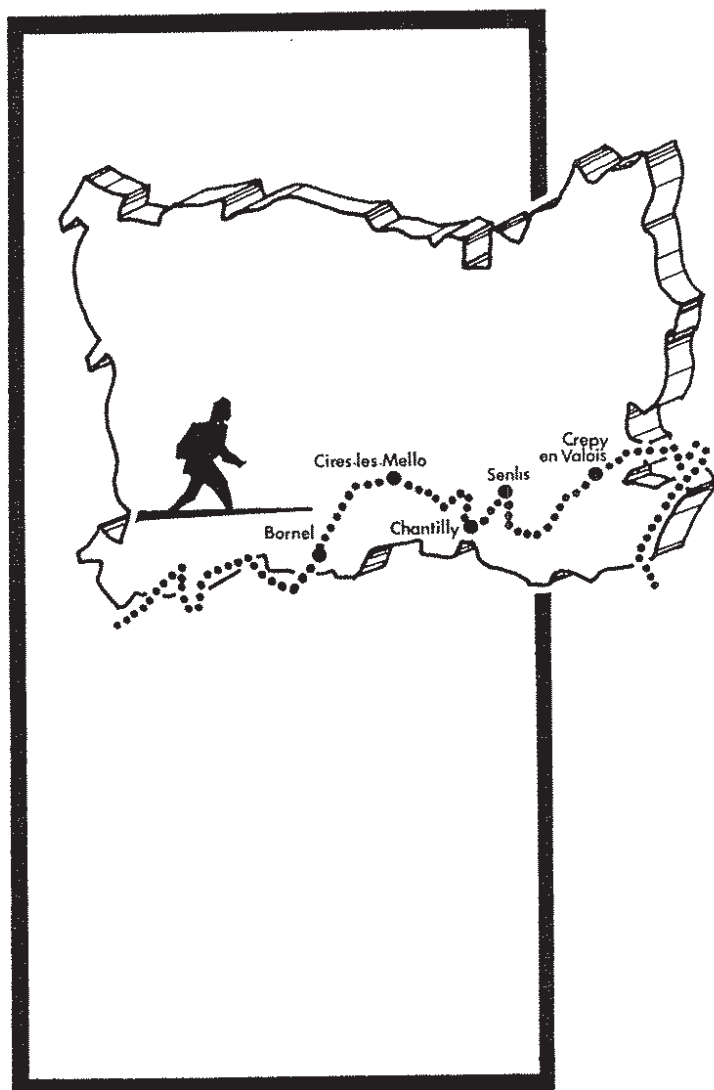 Crepy
en Valois
Cires-les-Mello
Senlis
Chantilly
Bornel